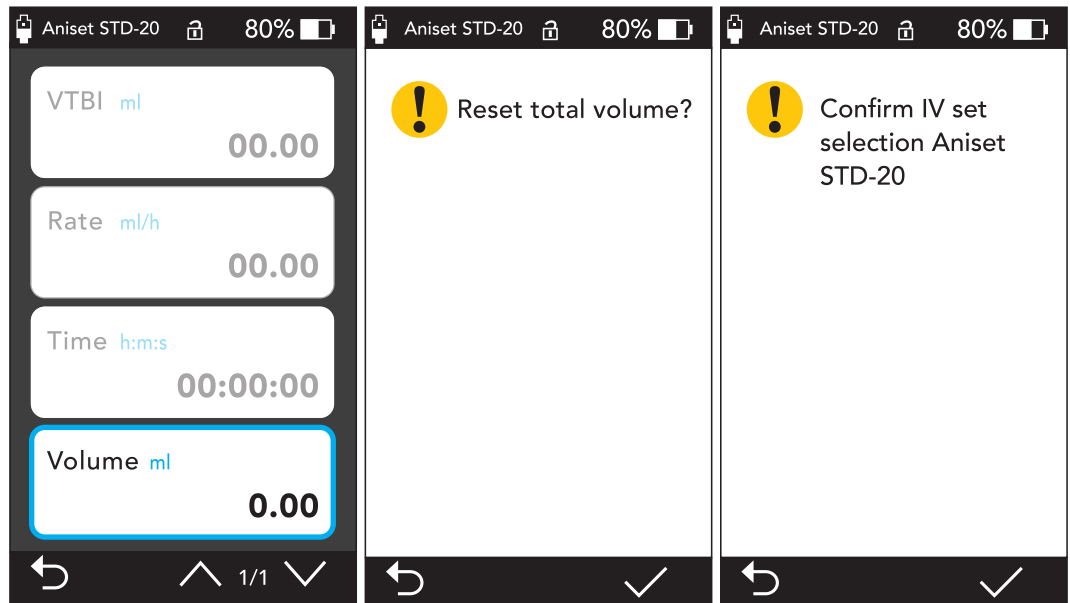 Aniset STD-20 80%
VTBI ml
00.00
Rate ml/h
00.00
Time h:m:s
00:00:00
Volume ml
0.00
1/1
Aniset STD-20 80%
! Reset total volume?
Aniset STD-20 80%
! Confirm IV set
selection Aniset
STD-20